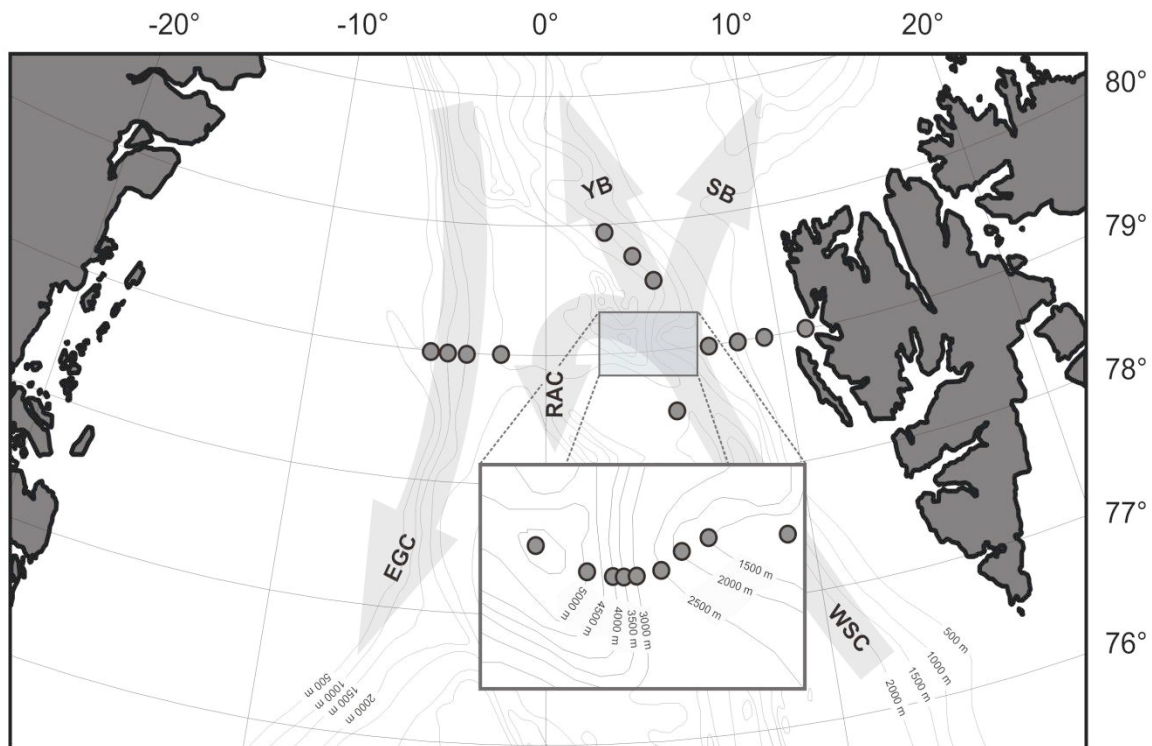 -20° -10° 0° 10° 20°
80°
79°
78°
77°
76°
YB
SB
RAC
EGC
WSC
5000 m
4500 m
4000 m
3500 m
3000 m
2500 m
2000 m
1500 m
500 m
1000 m
1500 m
2000 m
500 m
1000 m
1500 m
2000 m